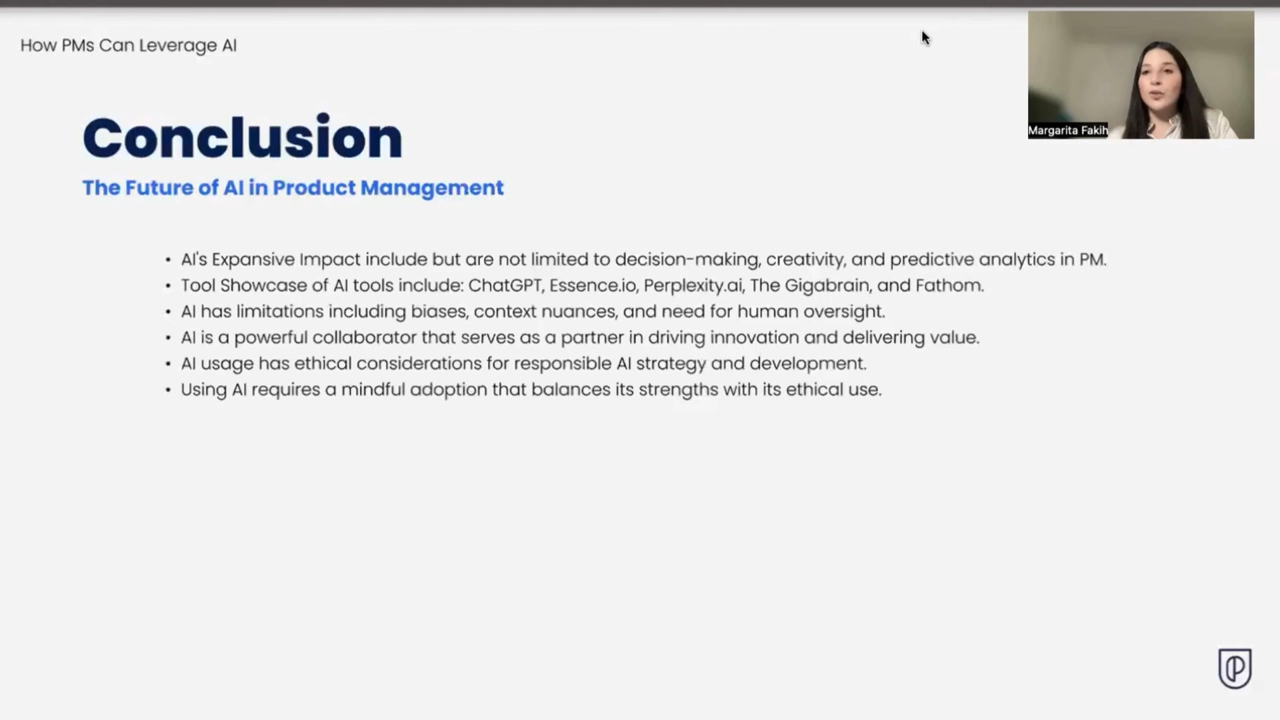 How PMs Can Leverage AI
Margarita Fakih
Conclusion
The Future of AI in Product Management
• AI's Expansive Impact include but are not limited to decision-making, creativity, and predictive analytics in PM.
• Tool Showcase of AI tools include: ChatGPT, Essence.io, Perplexity.ai, The Gigabrain, and Fathom.
• AI has limitations including biases, context nuances, and need for human oversight.
• AI is a powerful collaborator that serves as a partner in driving innovation and delivering value.
• AI usage has ethical considerations for responsible AI strategy and development.
• Using AI requires a mindful adoption that balances its strengths with its ethical use.